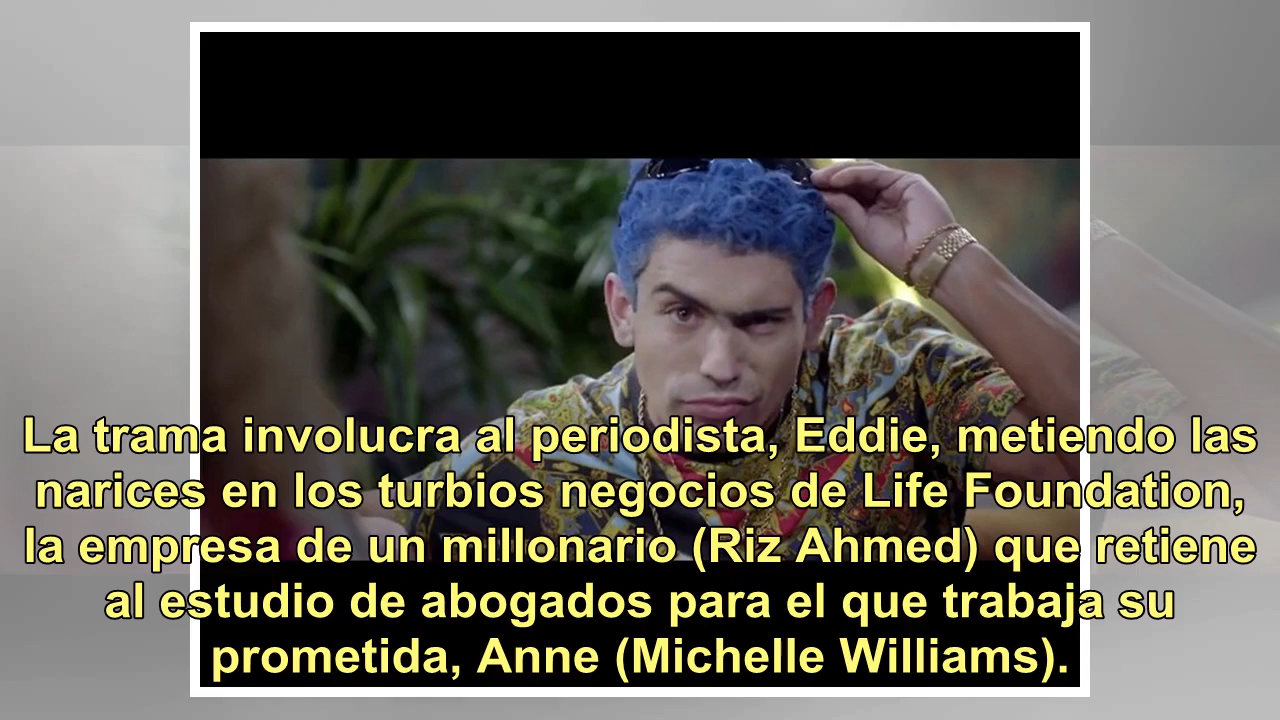 La trama involucra al periodista, Eddie, metiendo las
narices en los turbios negocios de Life Foundation,
la empresa de un millonario (Riz Ahmed) que retiene
al estudio de abogados para el que trabaja su
prometida, Anne (Michelle Williams).